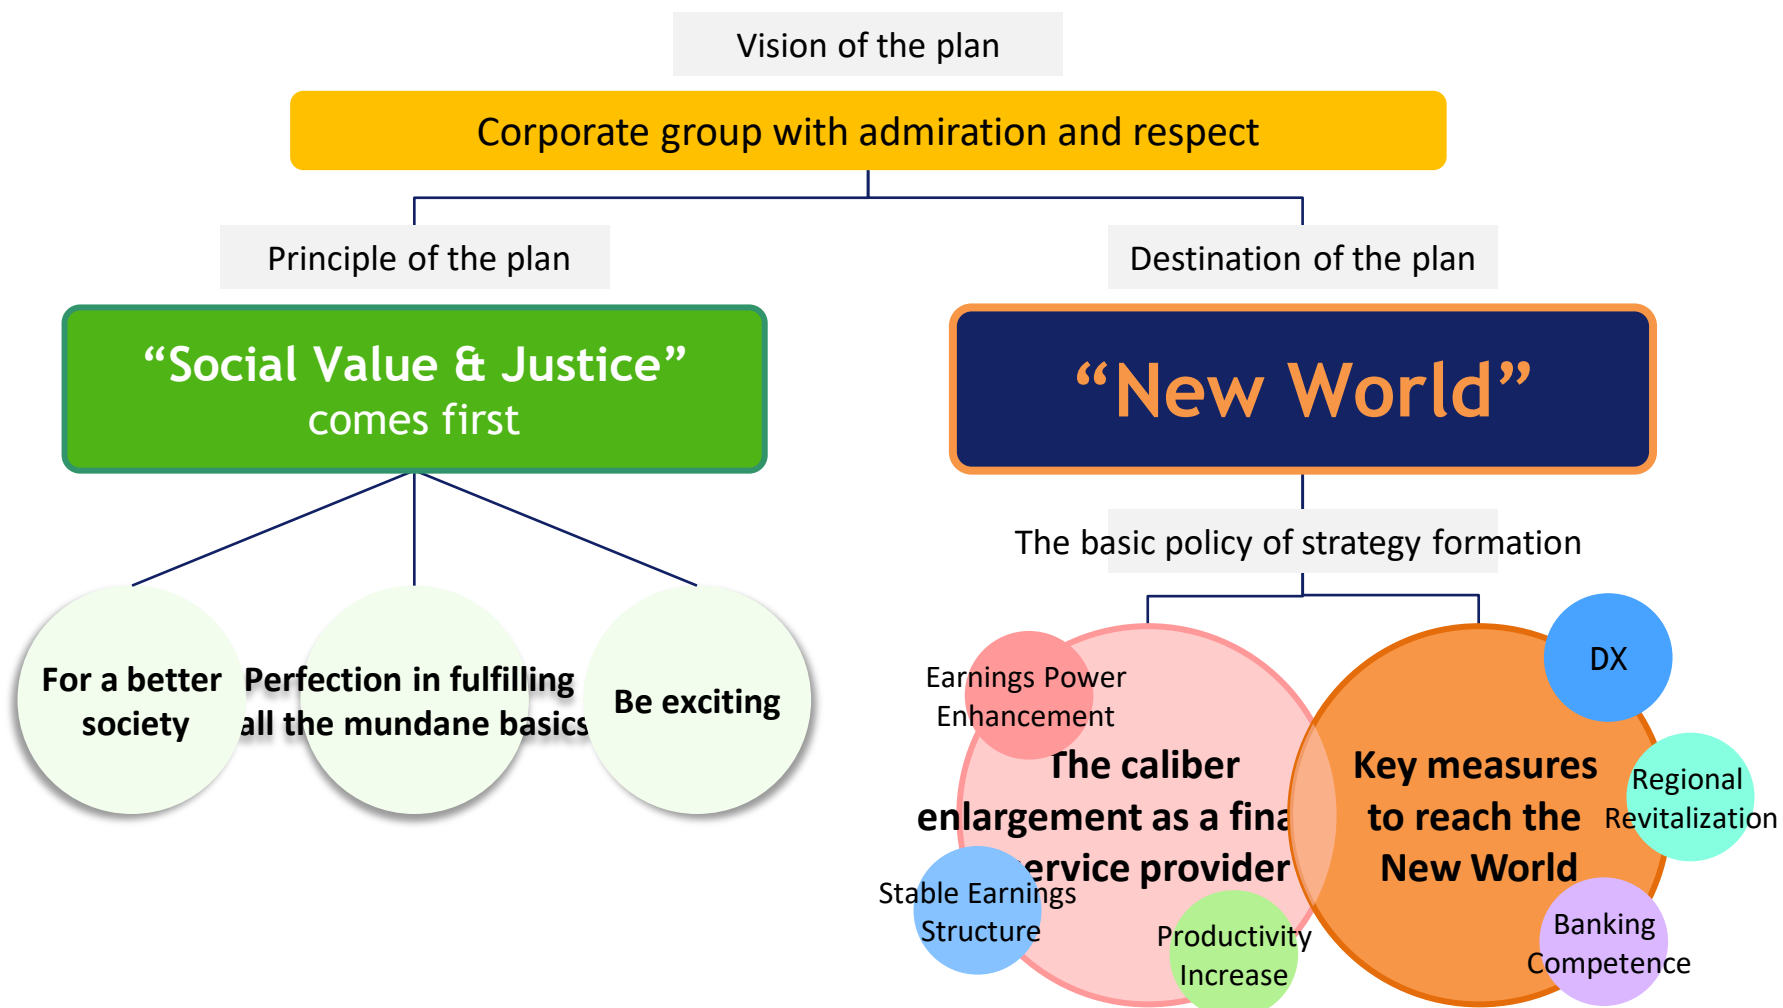 Vision of the plan
Corporate group with admiration and respect
Principle of the plan
Destination of the plan
“Social Value & Justice”
comes first
“New World”
The basic policy of strategy formation
For a better
society
Perfection in fulfilling
all the mundane basics
Be exciting
Earnings Power
Enhancement
The caliber
enlargement as a
provider
Stable Earnings
Structure
Productivity
Increase
Key measures
to reach the
New World
DX
Regional
Revitalization
Banking
Competence